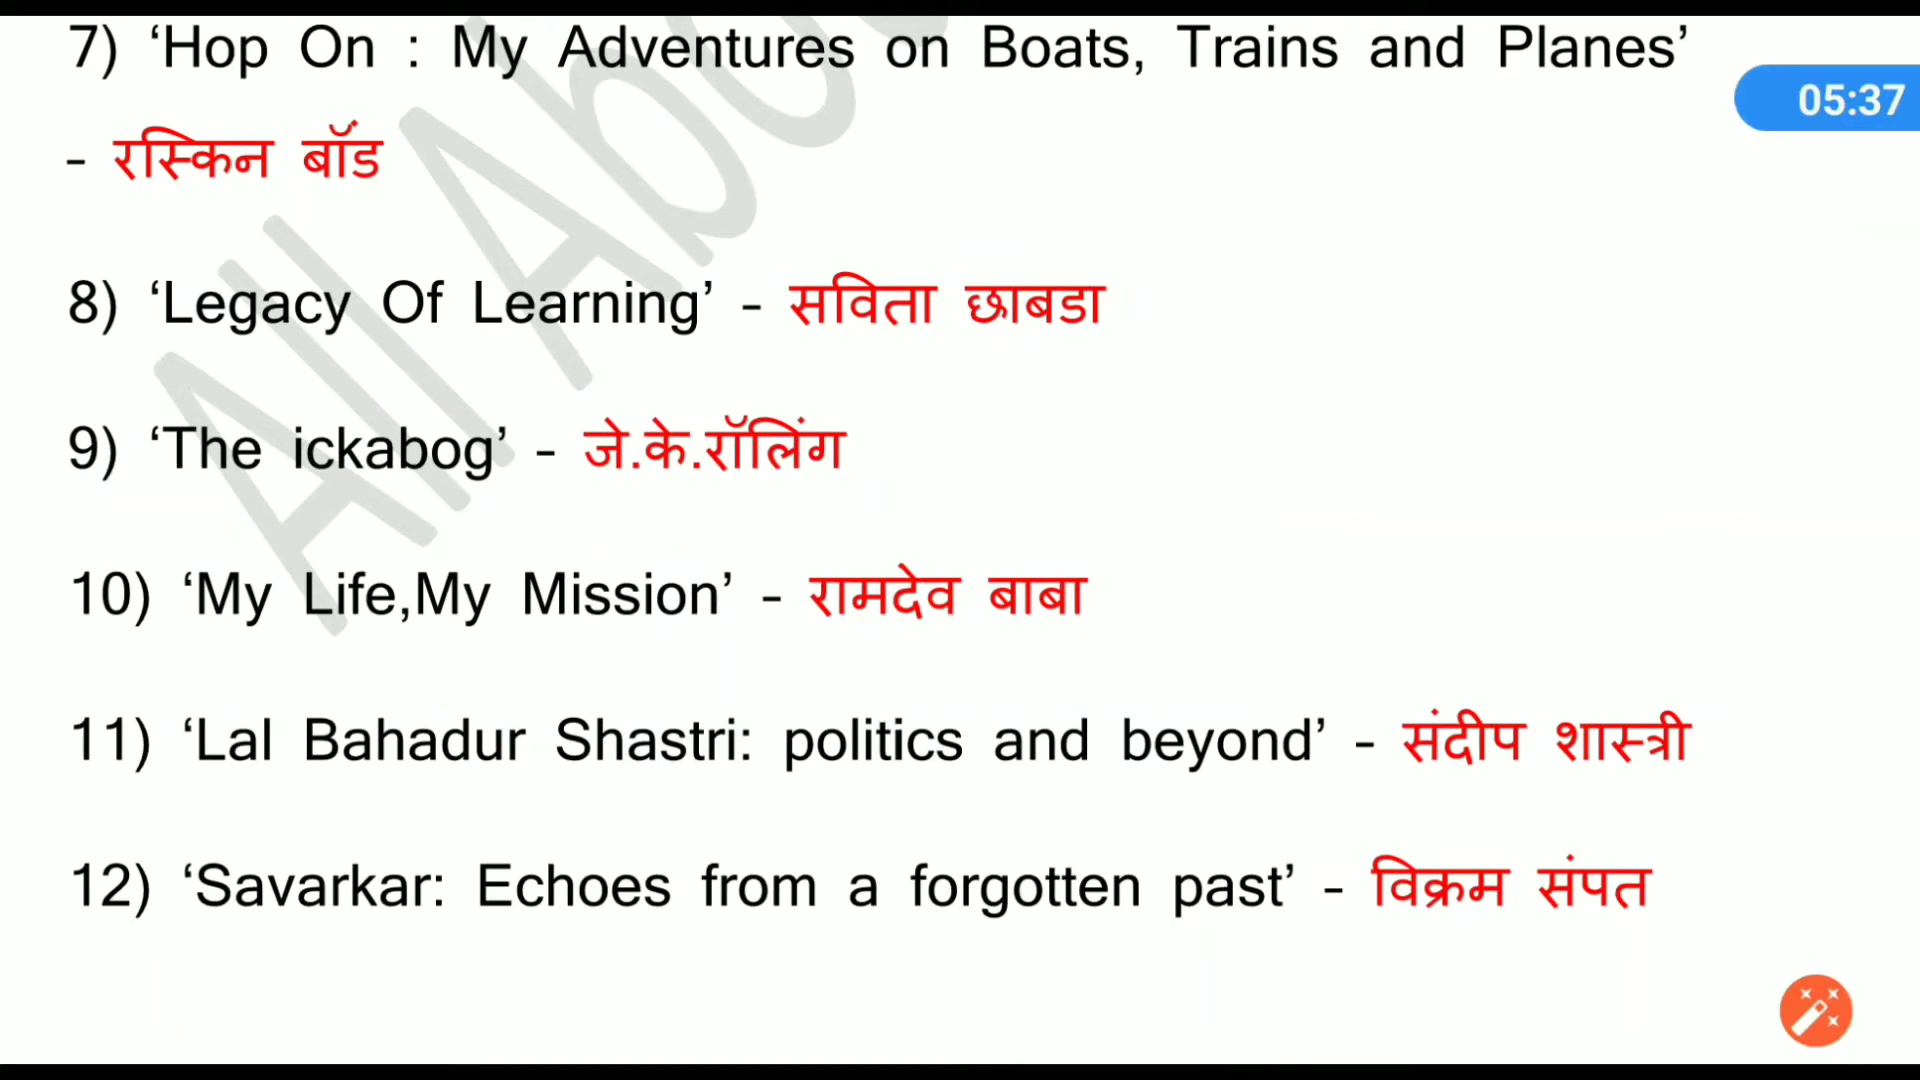 7) ‘Hop On : My Adventures on Boats, Trains and Planes’
05:37
- रस्किन बॉंड
8) ‘Legacy Of Learning’ - सविता छाबडा
9) ‘The ickabog’ - जे.के.रॉलिंग
10) ‘My Life,My Mission’ - रामदेव बाबा
11) ‘Lal Bahadur Shastri: politics and beyond’ - संदीप शास्त्री
12) ‘Savarkar: Echoes from a forgotten past’ - विक्रम संपत
All Abo